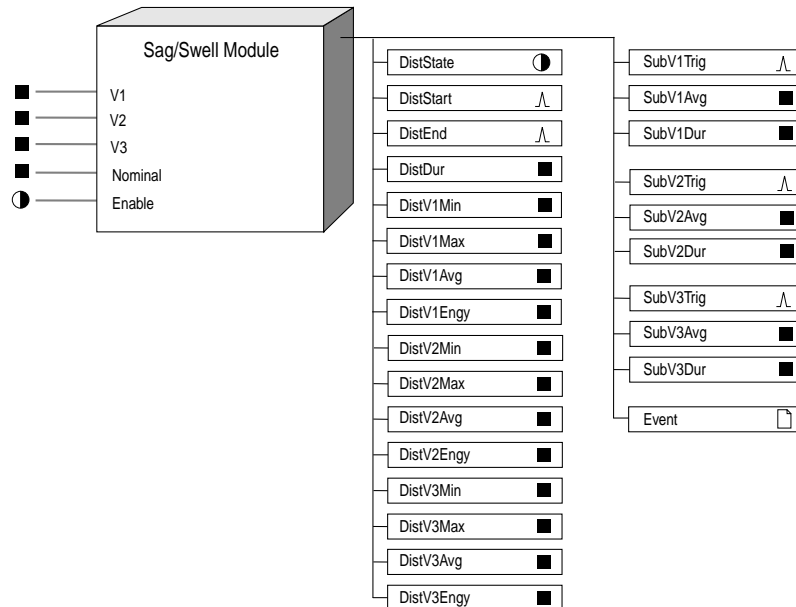 Sag/Swell Module
V1
V2
V3
Nominal
Enable
DistState
DistStart
DistEnd
DistDur
DistV1Min
DistV1Max
DistV1Avg
DistV1Engy
DistV2Min
DistV2Max
DistV2Avg
DistV2Engy
DistV3Min
DistV3Max
DistV3Avg
DistV3Engy
SubV1Trig
SubV1Avg
SubV1Dur
SubV2Trig
SubV2Avg
SubV2Dur
SubV3Trig
SubV3Avg
SubV3Dur
Event